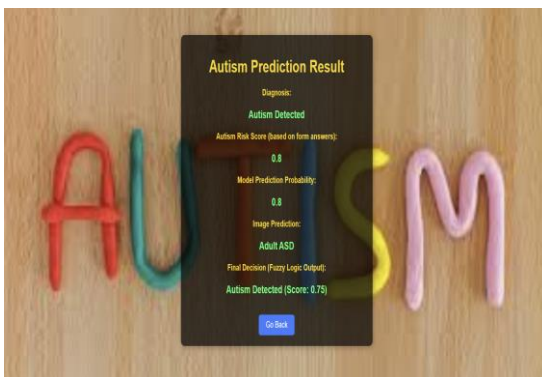 AUTISM
Autism Prediction Result
Diagnosis:
Autism Detected
Autism Risk Score (based on form answers):
0.8
Model Prediction Probability:
0.8
Image Prediction:
Adult ASD
Final Decision (Fuzzy Logic Output):
Autism Detected (Score: 0.75)
Go Back